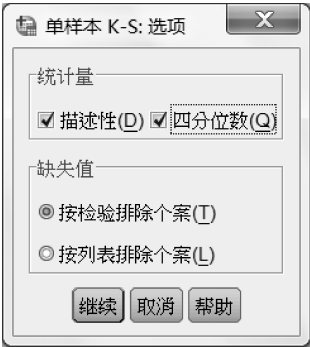 单样本 K-S: 选项
统计量
描述性(D) 四分位数(Q)
缺失值
按检验排除个案(T)
按列表排除个案(L)
继续 取消 帮助